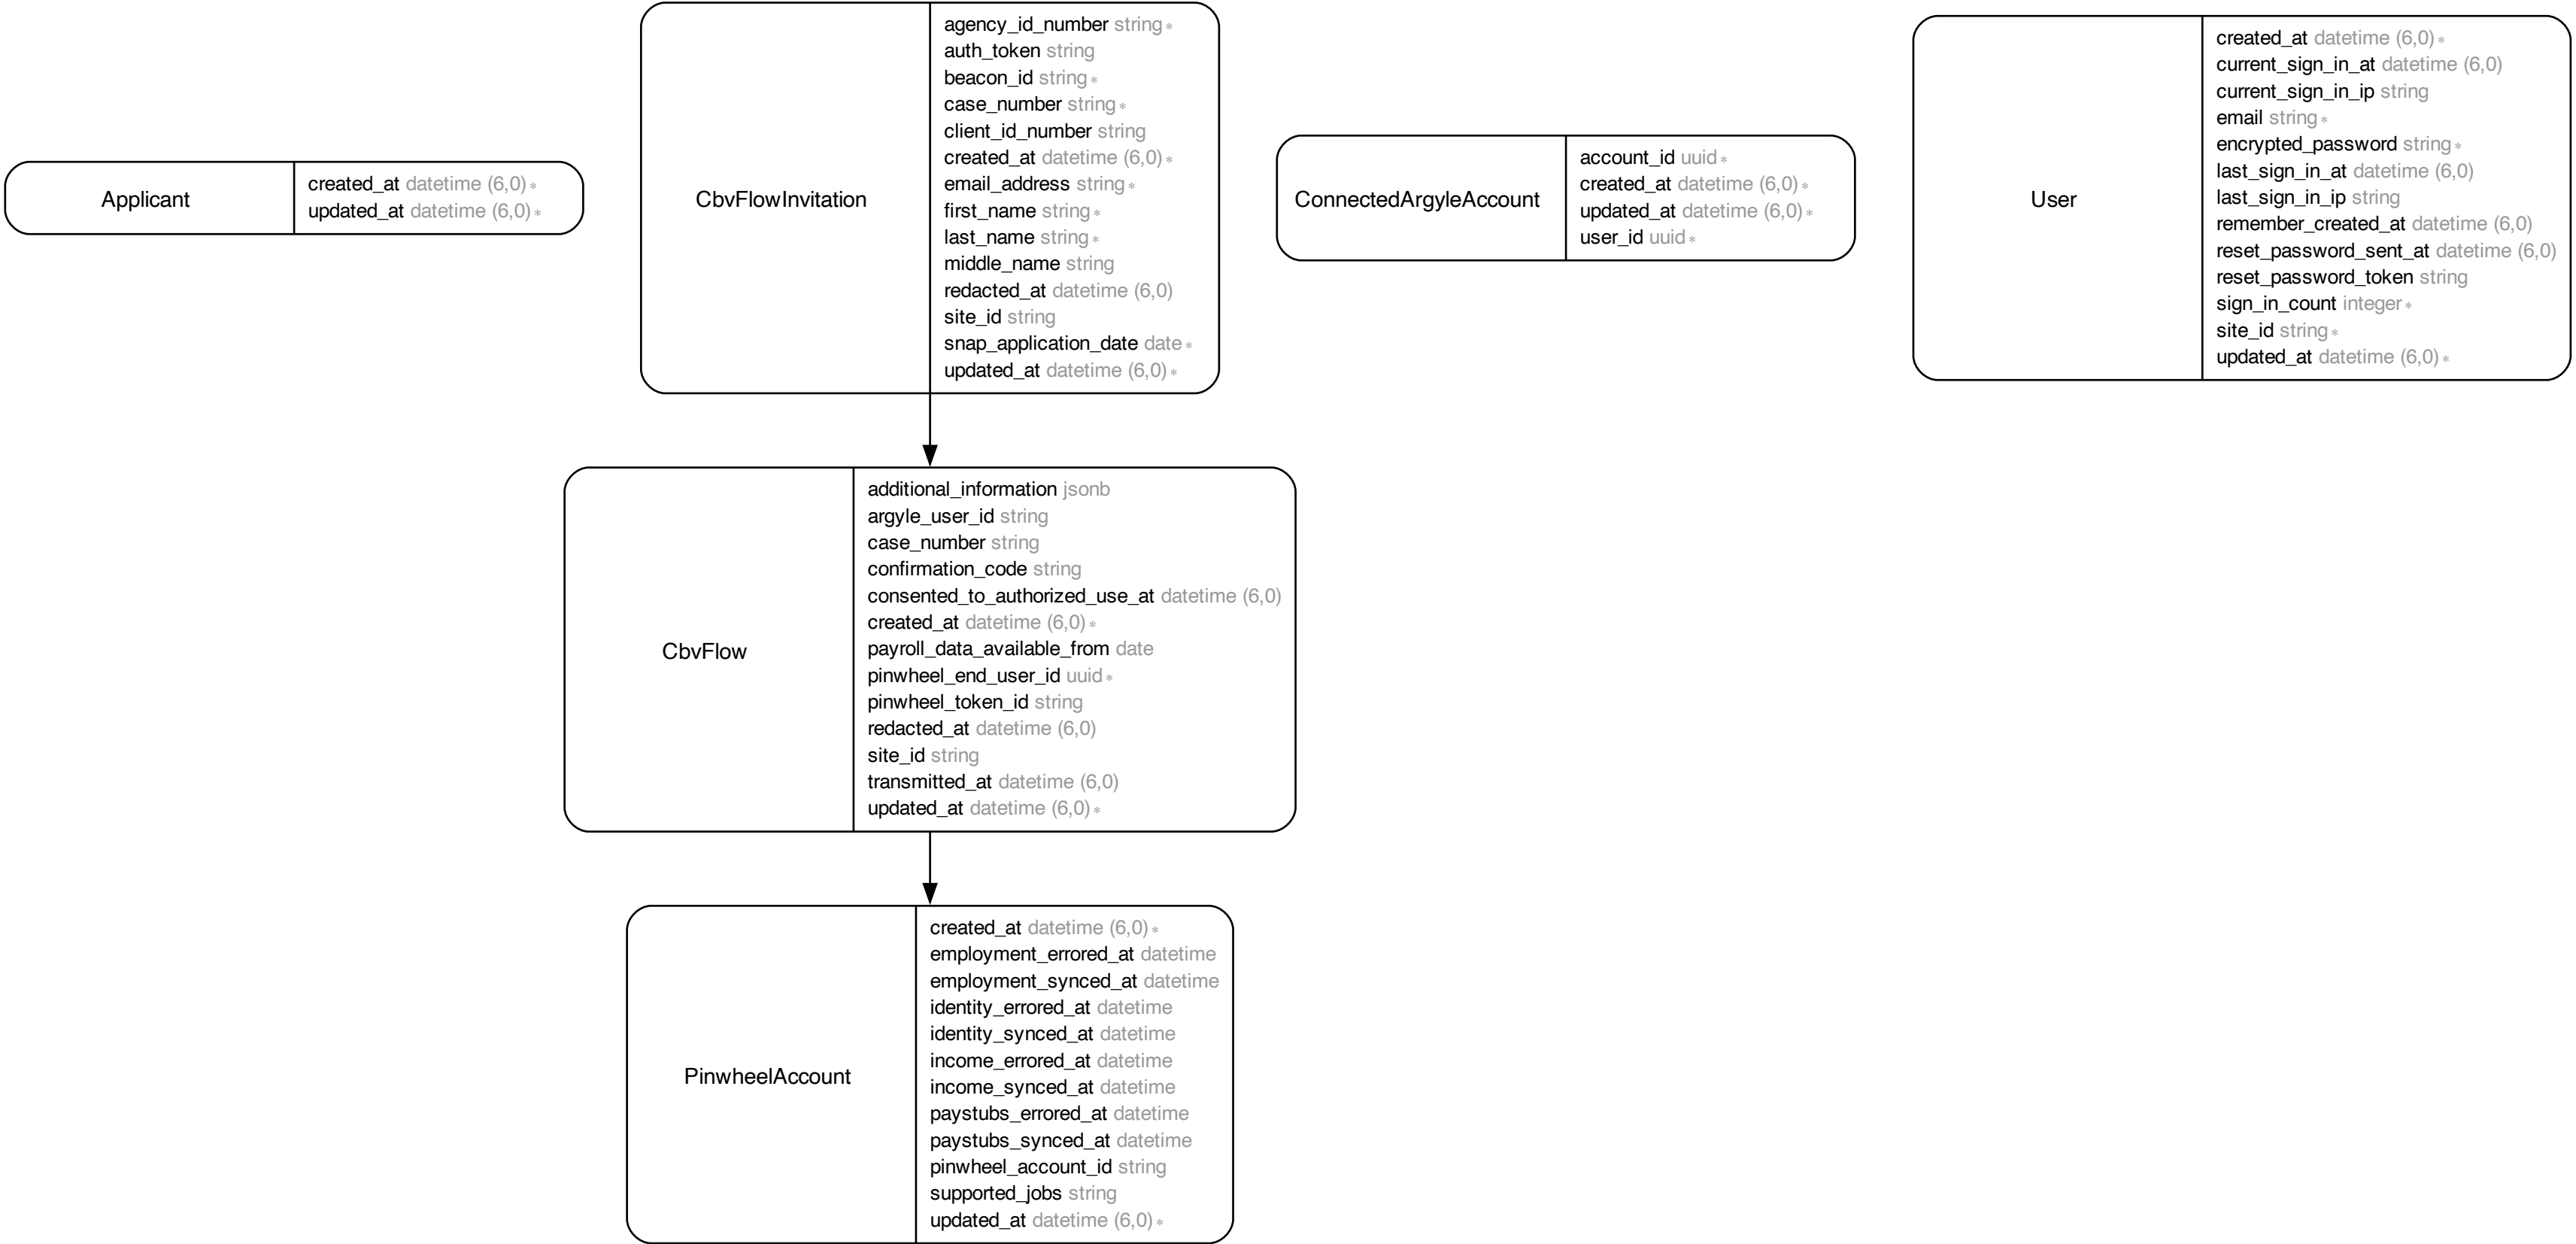 Applicant
created_at datetime (6,0) *
updated_at datetime (6,0) *
CbvFlowInvitation
agency_id_number string *
auth_token string
beacon_id string *
case_number string *
client_id_number string
created_at datetime (6,0) *
email_address string *
first_name string *
last_name string *
middle_name string
redacted_at datetime (6,0)
site_id string
snap_application_date date *
updated_at datetime (6,0) *
ConnectedArgyleAccount
account_id uuid *
created_at datetime (6,0) *
updated_at datetime (6,0) *
user_id uuid *
User
created_at datetime (6,0) *
current_sign_in_at datetime (6,0)
current_sign_in_ip string
email string *
encrypted_password string *
last_sign_in_at datetime (6,0)
last_sign_in_ip string
remember_created_at datetime (6,0)
reset_password_sent_at datetime (6,0)
reset_password_token string
sign_in_count integer *
site_id string *
updated_at datetime (6,0) *
CbvFlow
additional_information jsonb
argyle_user_id string
case_number string
confirmation_code string
consented_to_authorized_use_at datetime (6,0)
created_at datetime (6,0) *
payroll_data_available_from date
pinwheel_end_user_id uuid *
pinwheel_token_id string
redacted_at datetime (6,0)
site_id string
transmitted_at datetime (6,0)
updated_at datetime (6,0) *
PinwheelAccount
created_at datetime (6,0) *
employment_errored_at datetime
employment_synced_at datetime
identity_errored_at datetime
identity_synced_at datetime
income_errored_at datetime
income_synced_at datetime
paystubs_errored_at datetime
paystubs_synced_at datetime
pinwheel_account_id string
supported_jobs string
updated_at datetime (6,0) *